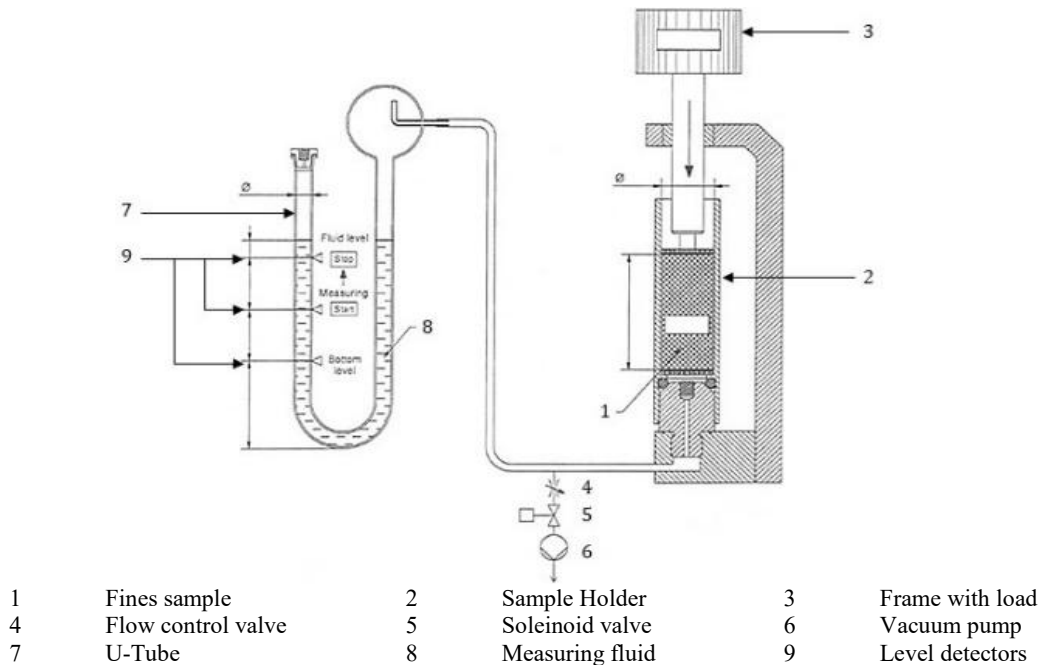 3
ø
ø
7
Fluid level
9
Stop
2
Measuring
Start
8
Bottom
level
1
4
5
6
1 Fines sample 2 Sample Holder 3 Frame with load
4 Flow control valve 5 Soleinoid valve 6 Vacuum pump
7 U-Tube 8 Measuring fluid 9 Level detectors